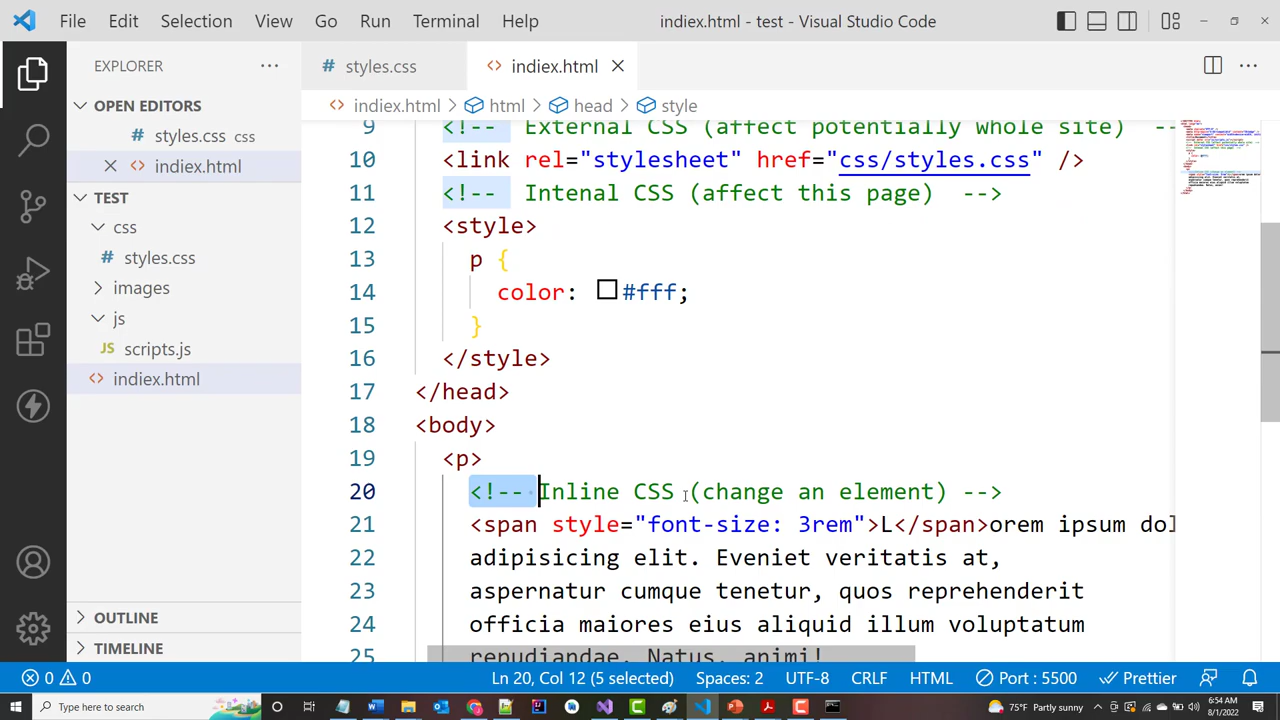 File Edit Selection View Go Run Terminal Help indiex.html - test - Visual Studio Code
EXPLORER
OPEN EDITORS
styles.css css
indiex.html
TEST
css
styles.css
images
js
JS scripts.js
indiex.html
OUTLINE
TIMELINE
styles.css
indiex.html
indiex.html > html > head > style
9 <!-- External CSS (affect potentially whole site) --
10 <link rel="stylesheet" href="css/styles.css" />
11 <!-- Intenal CSS (affect this page) -->
12 <style>
13 p {
14 color: #fff;
15 }
16 </style>
17 </head>
18 <body>
19 <p>
20 <!-- Inline CSS (change an element) -->
21 <span style="font-size: 3rem">L</span>orem ipsum dol
22 adipisicing elit. Eveniet veritatis at,
23 aspernatur cumque tenetur, quos reprehenderit
24 officia maiores eius aliquid illum voluptatum
25 repudiandae. Natus, animi!
0 0 Ln 20, Col 12 (5 selected) Spaces: 2 UTF-8 CRLF HTML Port : 5500 Prettier
Type here to search 75°F Partly sunny 6:54 AM
8/1/2022